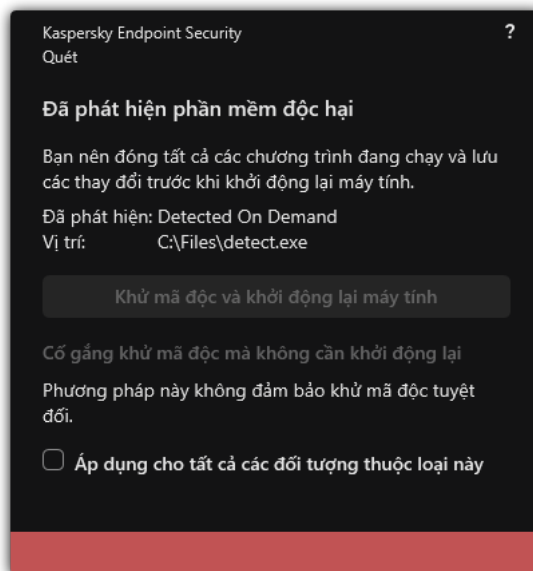 Kaspersky Endpoint Security
?
Quét
Đã phát hiện phần mềm độc hại
Bạn nên đóng tất cả các chương trình đang chạy và lưu
các thay đổi trước khi khởi động lại máy tính.
Đã phát hiện: Detected On Demand
Vị trí: C:\Files\detect.exe
Khử mã độc và khởi động lại máy tính
Cố gắng khử mã độc mà không cần khởi động lại
Phương pháp này không đảm bảo khử mã độc tuyệt
đối.
Áp dụng cho tất cả các đối tượng thuộc loại này